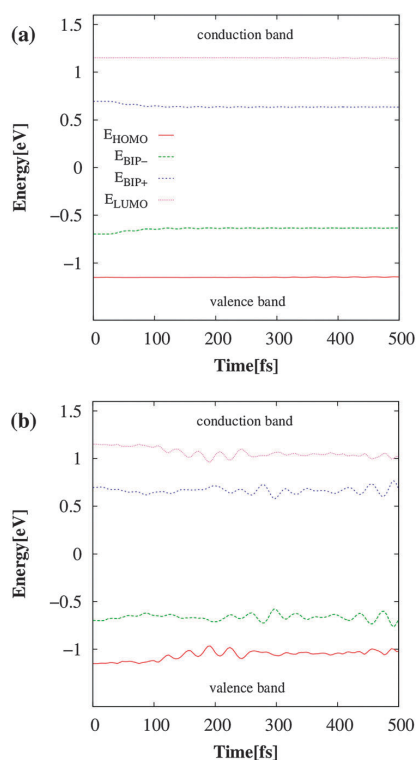 (a)
1.5
conduction band
1
0.5
E_HOMO
E_BIP−
0
E_BIP+
E_LUMO
Energy[eV]
−0.5
−1
valence band
0 100 200 300 400 500
Time[fs]
(b)
1.5
conduction band
1
0.5
0
Energy[eV]
−0.5
−1
valence band
0 100 200 300 400 500
Time[fs]